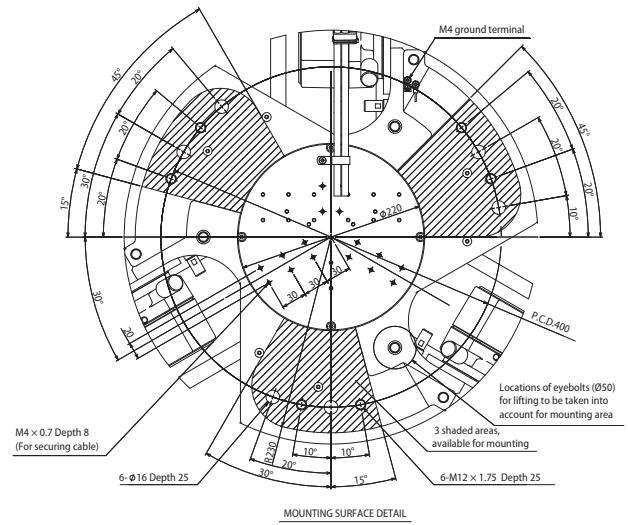 M4 ground terminal
45°
20°
20°
20°
30°
15°
30°
20
20°
45°
20°
20°
10°
ϕ220
30
30
30
30
P.C.D.400
Locations of eyebolts (Ø50)
for lifting to be taken into
account for mounting area
M4 × 0.7 Depth 8
(For securing cable)
3 shaded areas,
available for mounting
R230
10°
10°
20°
30°
15°
6- ϕ16 Depth 25
6-M12 × 1.75 Depth 25
MOUNTING SURFACE DETAIL